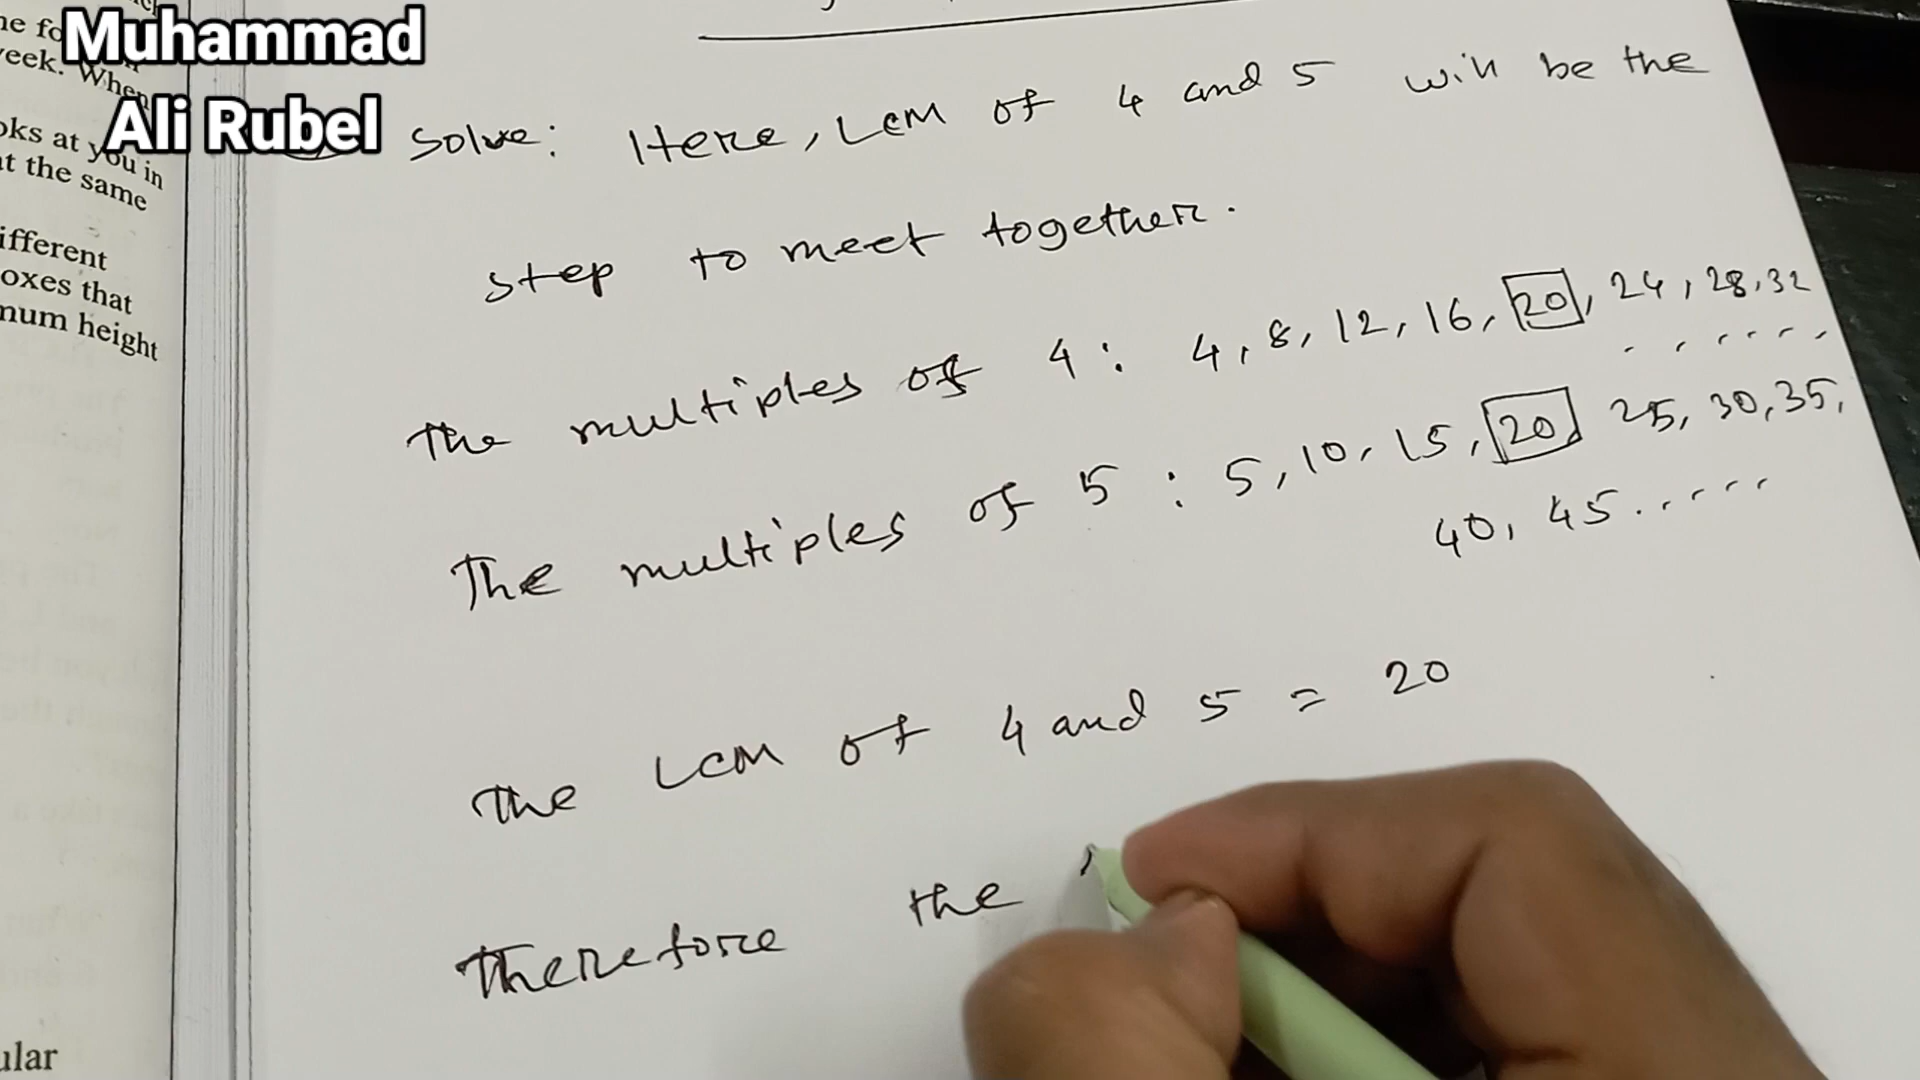 Muhammad
Ali Rubel
ne fo
eek. When
oks at you in
t the same
ifferent
oxes that
num height
ular
Solve: Here, LCM of 4 and 5 will be the
step to meet together.
The multiples of 4: 4, 8, 12, 16, 20, 24, 28, 32
.......
The multiples of 5: 5, 10, 15, 20, 25, 30, 35,
40, 45......
The LCM of 4 and 5 = 20
Therefore the